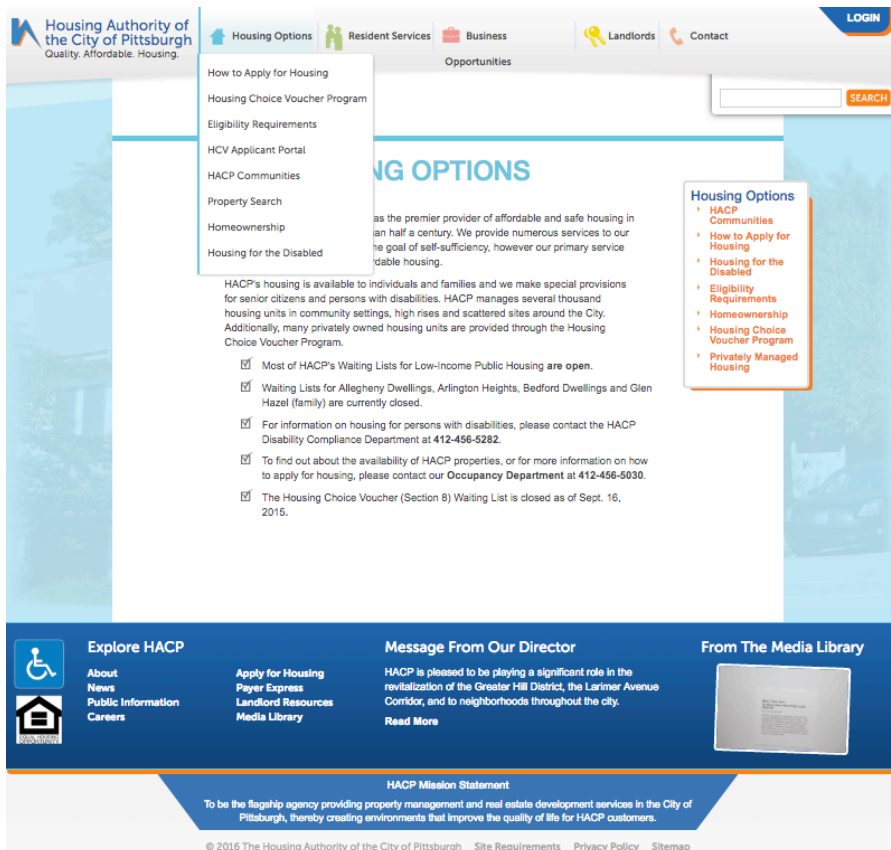 Housing Authority of
the City of Pittsburgh
Quality. Affordable. Housing.
Housing Options
Resident Services
Business
Opportunities
Landlords
Contact
LOGIN
SEARCH
How to Apply for Housing
Housing Choice Voucher Program
Eligibility Requirements
HCV Applicant Portal
HACP Communities
Property Search
Homeownership
Housing for the Disabled
NG OPTIONS
as the premier provider of affordable and safe housing in
an half a century. We provide numerous services to our
he goal of self-sufficiency, however our primary service
rdable housing.
HACP's housing is available to individuals and families and we make special provisions
for senior citizens and persons with disabilities. HACP manages several thousand
housing units in community settings, high rises and scattered sites around the City.
Additionally, many privately owned housing units are provided through the Housing
Choice Voucher Program.
Most of HACP's Waiting Lists for Low-Income Public Housing are open.
Waiting Lists for Allegheny Dwellings, Arlington Heights, Bedford Dwellings and Glen
Hazel (family) are currently closed.
For information on housing for persons with disabilities, please contact the HACP
Disability Compliance Department at 412-456-5282.
To find out about the availability of HACP properties, or for more information on how
to apply for housing, please contact our Occupancy Department at 412-456-5030.
The Housing Choice Voucher (Section 8) Waiting List is closed as of Sept. 16,
2015.
Housing Options
HACP
Communities
How to Apply for
Housing
Housing for the
Disabled
Eligibility
Requirements
Homeownership
Housing Choice
Voucher Program
Privately Managed
Housing
EQUAL HOUSING
OPPORTUNITY
Explore HACP
About
News
Public Information
Careers
Apply for Housing
Payer Express
Landlord Resources
Media Library
Message From Our Director
HACP is pleased to be playing a significant role in the
revitalization of the Greater Hill District, the Larimer Avenue
Corridor, and to neighborhoods throughout the city.
Read More
From The Media Library
HACP Mission Statement
To be the flagship agency providing property management and real estate development services in the City of
Pittsburgh, thereby creating environments that improve the quality of life for HACP customers.
© 2016 The Housing Authority of the City of Pittsburgh Site Requirements Privacy Policy Sitemap